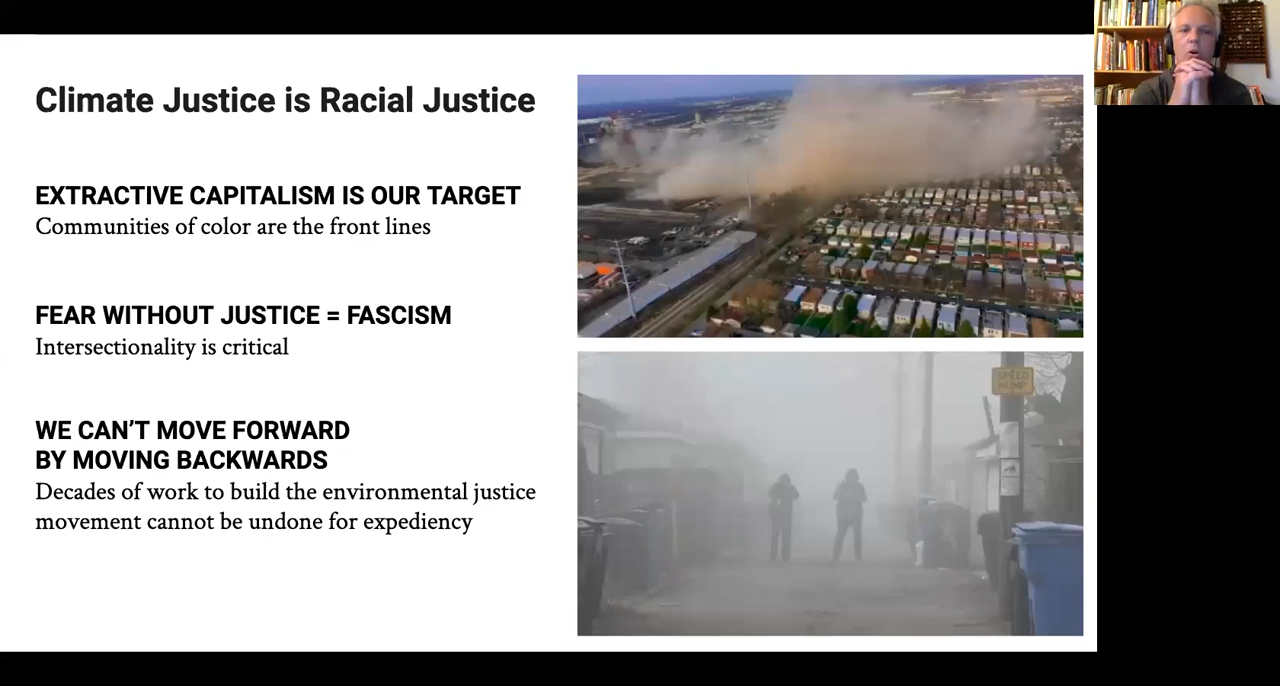 Climate Justice is Racial Justice
EXTRACTIVE CAPITALISM IS OUR TARGET
Communities of color are the front lines
FEAR WITHOUT JUSTICE = FASCISM
Intersectionality is critical
WE CAN’T MOVE FORWARD
BY MOVING BACKWARDS
Decades of work to build the environmental justice
movement cannot be undone for expediency
SPEED
HUMP